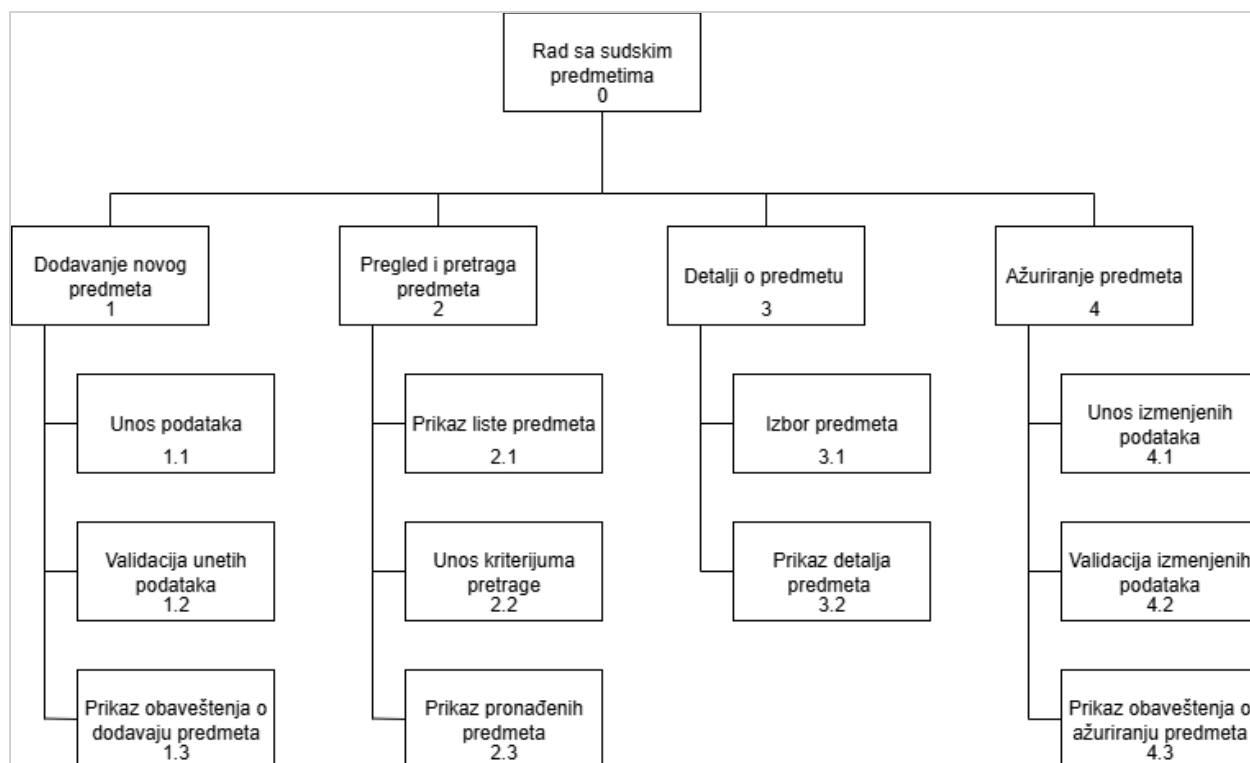 Rad sa sudskim
predmetima
0
Dodavanje novog
predmeta
1
Pregled i pretraga
predmeta
2
Detalji o predmetu
3
Ažuriranje predmeta
4
Unos podataka
1.1
Prikaz liste predmeta
2.1
Izbor predmeta
3.1
Unos izmenjenih
podataka
4.1
Validacija unetih
podataka
1.2
Unos kriterijuma
pretrage
2.2
Prikaz detalja
predmeta
3.2
Validacija izmenjenih
podataka
4.2
Prikaz obaveštenja o
dodavaju predmeta
1.3
Prikaz pronađenih
predmeta
2.3
Prikaz obaveštenja o
ažuriranju predmeta
4.3